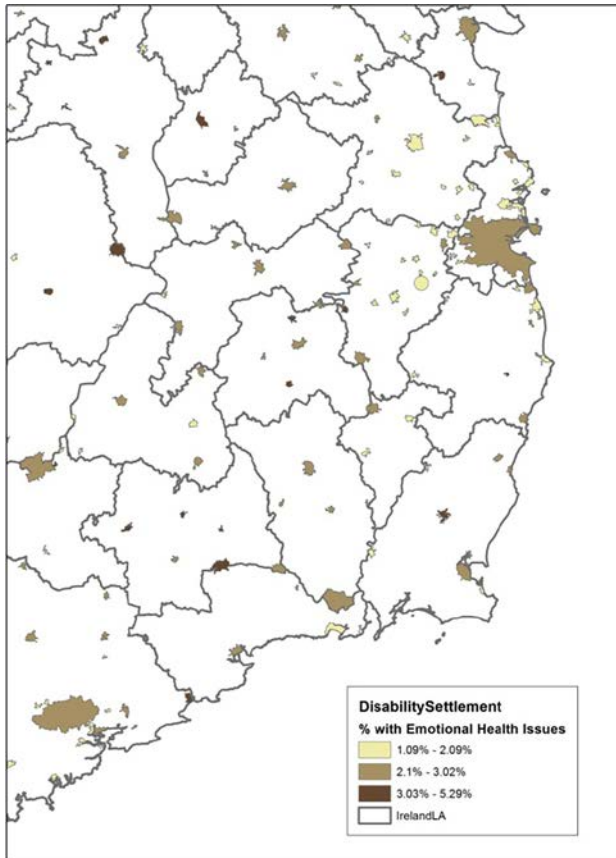 DisabilitySettlement
% with Emotional Health Issues
1.09% - 2.09%
2.1% - 3.02%
3.03% - 5.29%
IrelandLA